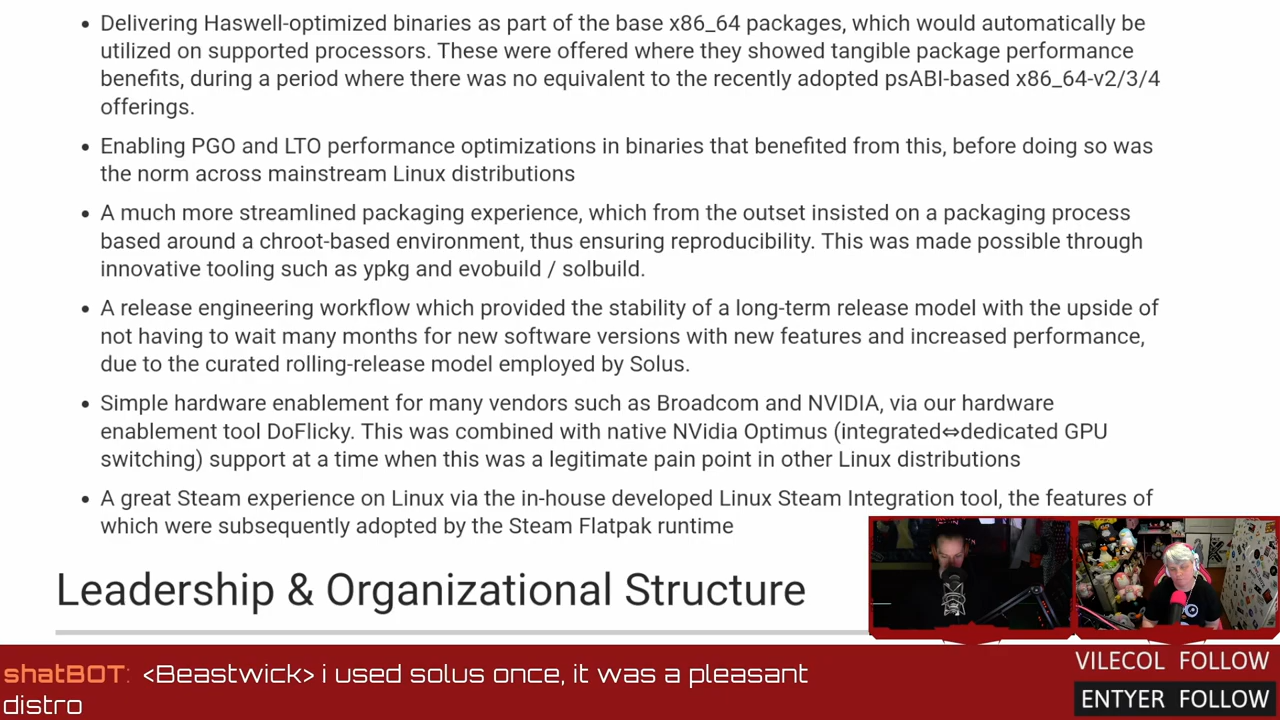 • Delivering Haswell-optimized binaries as part of the base x86_64 packages, which would automatically be
utilized on supported processors. These were offered where they showed tangible package performance
benefits, during a period where there was no equivalent to the recently adopted psABI-based x86_64-v2/3/4
offerings.
• Enabling PGO and LTO performance optimizations in binaries that benefited from this, before doing so was
the norm across mainstream Linux distributions
• A much more streamlined packaging experience, which from the outset insisted on a packaging process
based around a chroot-based environment, thus ensuring reproducibility. This was made possible through
innovative tooling such as ypkg and evobuild / solbuild.
• A release engineering workflow which provided the stability of a long-term release model with the upside of
not having to wait many months for new software versions with new features and increased performance,
due to the curated rolling-release model employed by Solus.
• Simple hardware enablement for many vendors such as Broadcom and NVIDIA, via our hardware
enablement tool DoFlicky. This was combined with native NVidia Optimus (integrated⇔dedicated GPU
switching) support at a time when this was a legitimate pain point in other Linux distributions
• A great Steam experience on Linux via the in-house developed Linux Steam Integration tool, the features of
which were subsequently adopted by the Steam Flatpak runtime
Leadership & Organizational Structure
shatBOT: <Beastwick> i used solus once, it was a pleasant
distro
VILECOL FOLLOW
ENTYER FOLLOW